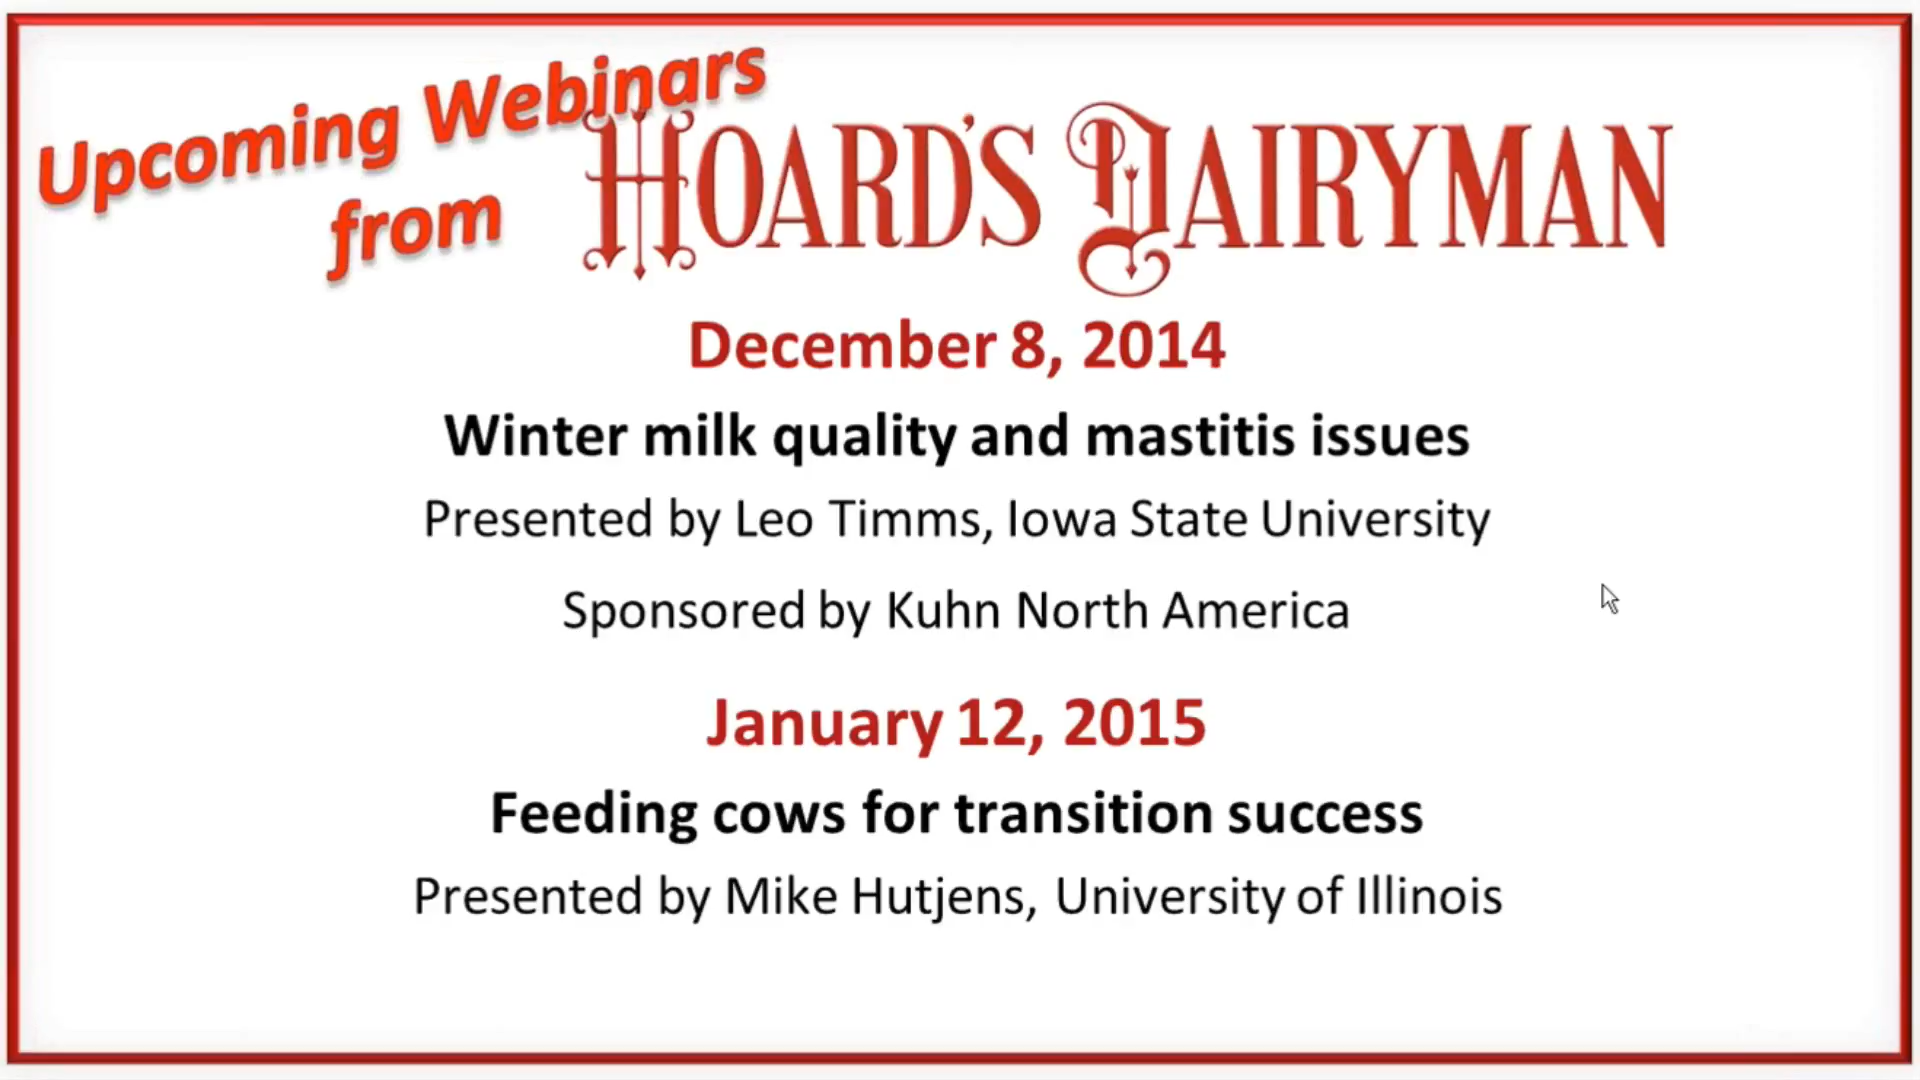 Upcoming Webinars
from
HOARD'S DAIRYMAN
December 8, 2014
Winter milk quality and mastitis issues
Presented by Leo Timms, Iowa State University
Sponsored by Kuhn North America
January 12, 2015
Feeding cows for transition success
Presented by Mike Hutjens, University of Illinois